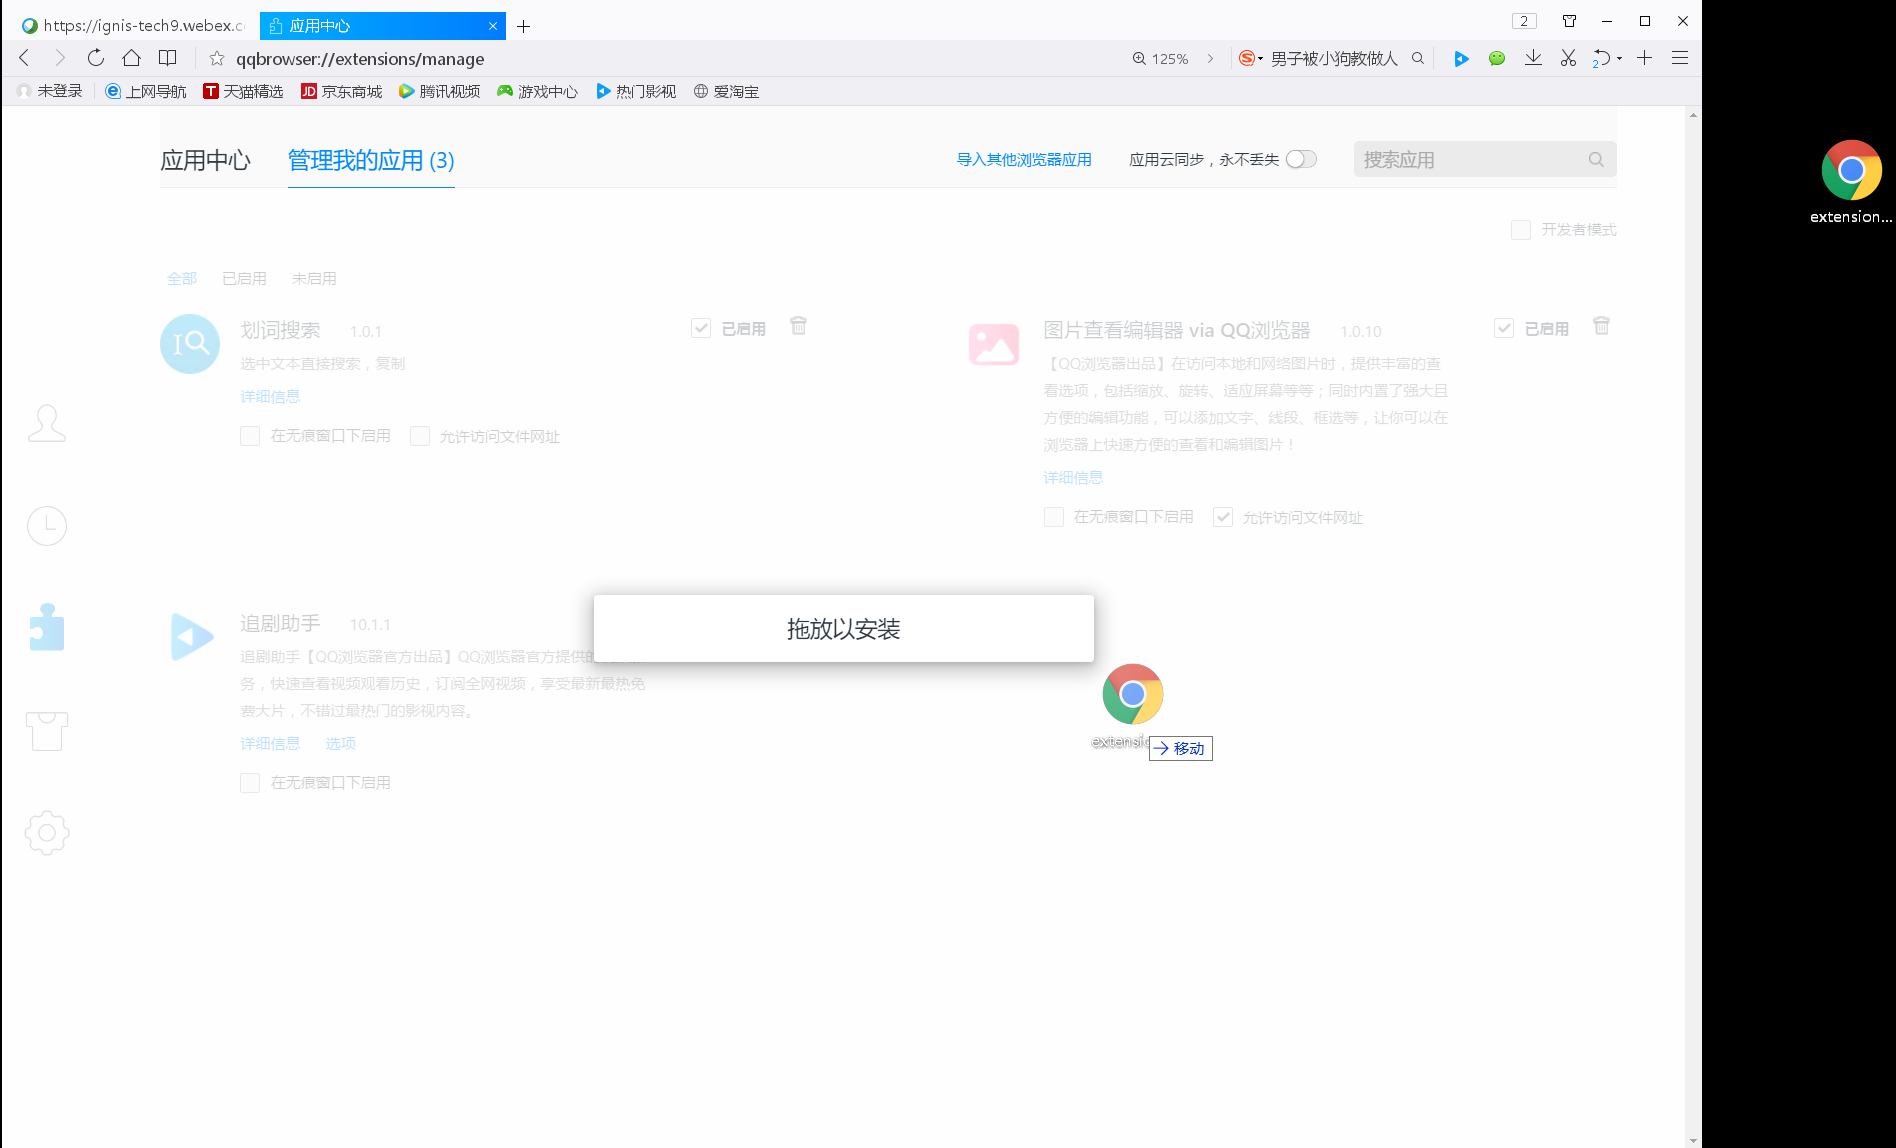 https://ignis-tech9.webex.c
应用中心
2
qqbrowser://extensions/manage
125%
男子被小狗教做人
2
未登录
上网导航
T 天猫精选
JD 京东商城
腾讯视频
游戏中心
热门影视
爱淘宝
应用中心
管理我的应用 (3)
导入其他浏览器应用
应用云同步，永不丢失
搜索应用
extension...
开发者模式
全部
已启用
未启用
划词搜索 1.0.1
已启用
选中文本直接搜索，复制
详细信息
在无痕窗口下启用
允许访问文件网址
图片查看编辑器 via QQ浏览器 1.0.10
已启用
【QQ浏览器出品】在访问本地和网络图片时，提供丰富的查
看选项，包括缩放、旋转、适应屏幕等等；同时内置了强大且
方便的编辑功能，可以添加文字、线段、框选等，让你可以在
浏览器上快速方便的查看和编辑图片！
详细信息
在无痕窗口下启用
允许访问文件网址
追剧助手 10.1.1
追剧助手【QQ浏览器官方出品】QQ浏览器官方提供的
务，快速查看视频观看历史，订阅全网视频，享受最新最热免
费大片，不错过最热门的影视内容。
详细信息
选项
在无痕窗口下启用
拖放以安装
extensio
移动